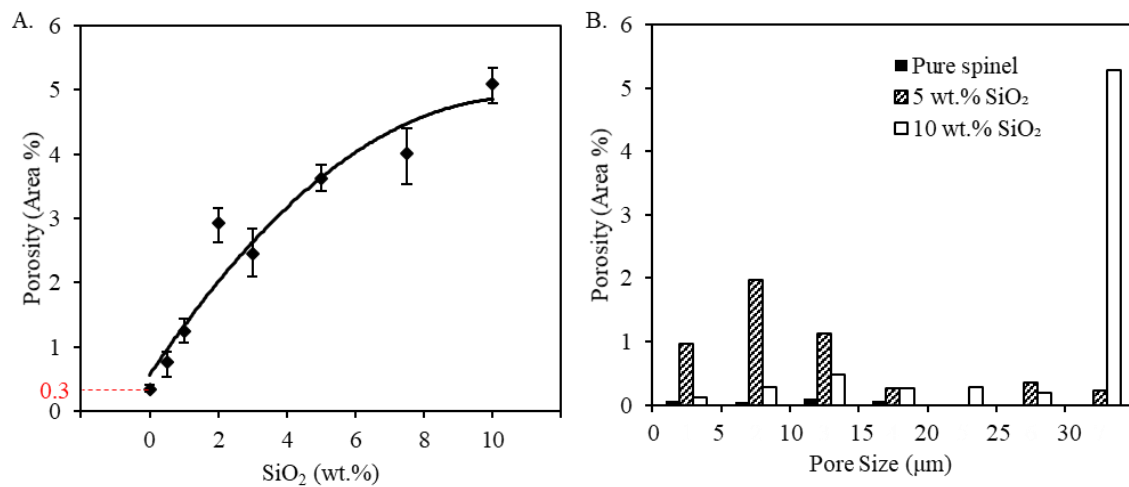 A.
6
5
4
3
2
1
0.3
0
Porosity (Area %)
0 2 4 6 8 10
SiO₂ (wt.%)
B.
6
5
4
3
2
1
0
Porosity (Area %)
Pure spinel
5 wt.% SiO₂
10 wt.% SiO₂
0 5 10 15 20 25 30
Pore Size (μm)